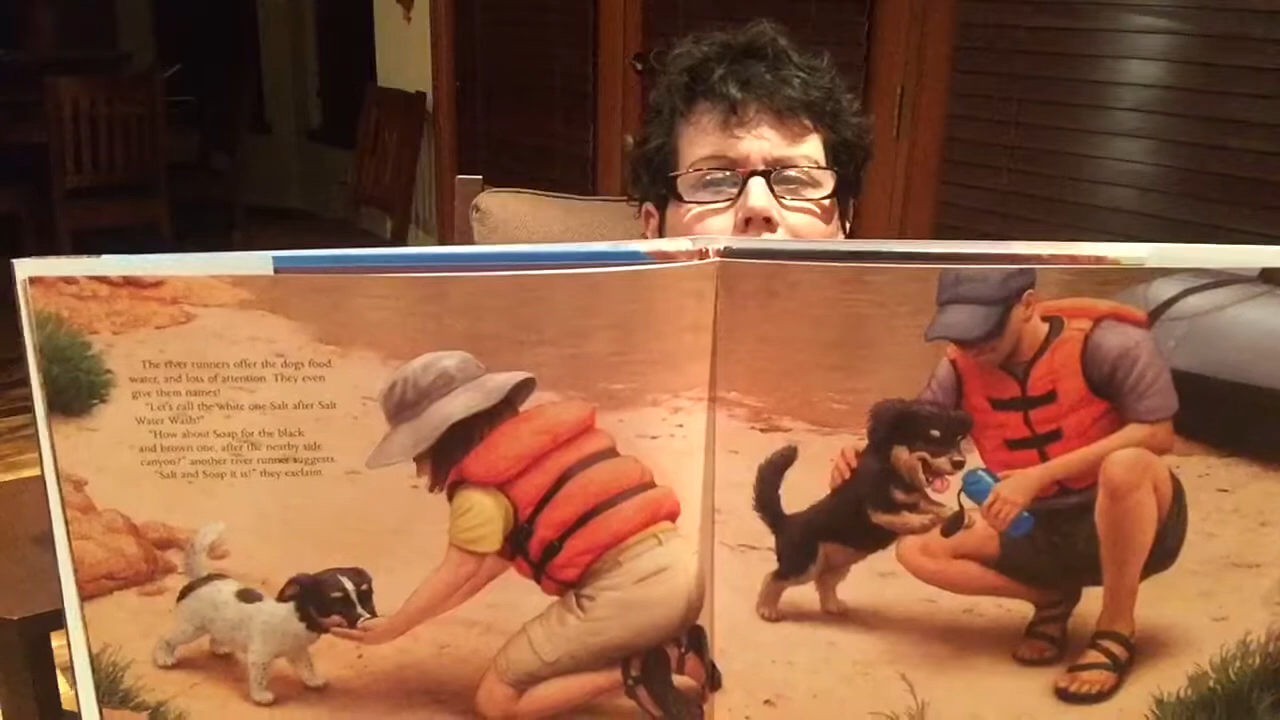 The river runners offer the dogs food,
water, and lots of attention. They even
give them names!
"Let's call the White one Salt after Salt
Water Wash!"
"How about Soap for the black
and brown one, after the nearby side
canyon?" another river runner suggests.
"Salt and Soap it is!" they exclaim.